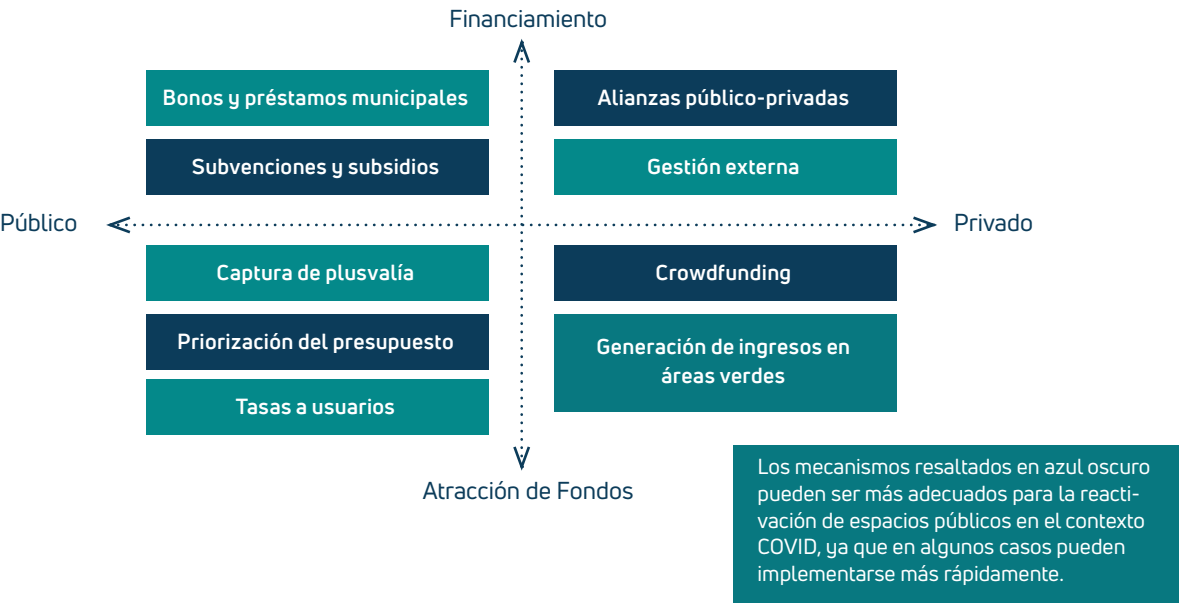 Financiamiento
Bonos y préstamos municipales
Alianzas público-privadas
Subvenciones y subsidios
Gestión externa
Público
Privado
Captura de plusvalía
Crowdfunding
Priorización del presupuesto
Generación de ingresos en
áreas verdes
Tasas a usuarios
Atracción de Fondos
Los mecanismos resaltados en azul oscuro
pueden ser más adecuados para la reacti-
vación de espacios públicos en el contexto
COVID, ya que en algunos casos pueden
implementarse más rápidamente.